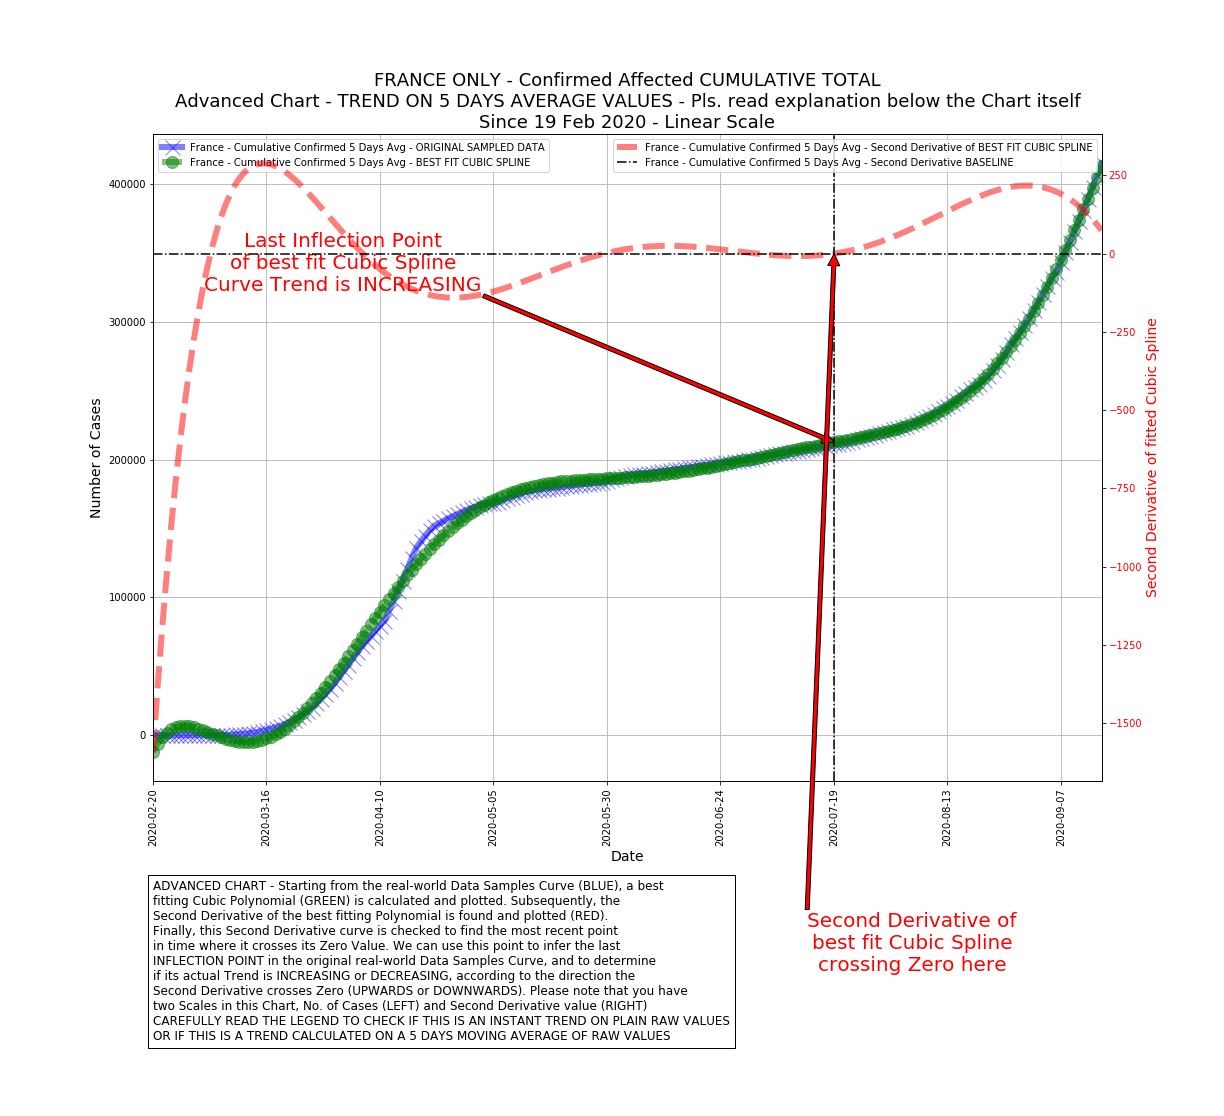 FRANCE ONLY - Confirmed Affected CUMULATIVE TOTAL
Advanced Chart - TREND ON 5 DAYS AVERAGE VALUES - Pls. read explanation below the Chart itself
Since 19 Feb 2020 - Linear Scale
France - Cumulative Confirmed 5 Days Avg - ORIGINAL SAMPLED DATA
France - Cumulative Confirmed 5 Days Avg - BEST FIT CUBIC SPLINE
France - Cumulative Confirmed 5 Days Avg - Second Derivative of BEST FIT CUBIC SPLINE
France - Cumulative Confirmed 5 Days Avg - Second Derivative BASELINE
Last Inflection Point
of best fit Cubic Spline
Curve Trend is INCREASING
Number of Cases
400000
300000
200000
100000
0
250
0
−250
−500
−750
−1000
−1250
−1500
Second Derivative of fitted Cubic Spline
2020-02-20
2020-03-16
2020-04-10
2020-05-05
2020-05-30
2020-06-24
2020-07-19
2020-08-13
2020-09-07
Date
ADVANCED CHART - Starting from the real-world Data Samples Curve (BLUE), a best
fitting Cubic Polynomial (GREEN) is calculated and plotted. Subsequently, the
Second Derivative of the best fitting Polynomial is found and plotted (RED).
Finally, this Second Derivative curve is checked to find the most recent point
in time where it crosses its Zero Value. We can use this point to infer the last
INFLECTION POINT in the original real-world Data Samples Curve, and to determine
if its actual Trend is INCREASING or DECREASING, according to the direction the
Second Derivative crosses Zero (UPWARDS or DOWNWARDS). Please note that you have
two Scales in this Chart, No. of Cases (LEFT) and Second Derivative value (RIGHT)
CAREFULLY READ THE LEGEND TO CHECK IF THIS IS AN INSTANT TREND ON PLAIN RAW VALUES
OR IF THIS IS A TREND CALCULATED ON A 5 DAYS MOVING AVERAGE OF RAW VALUES
Second Derivative of
best fit Cubic Spline
crossing Zero here